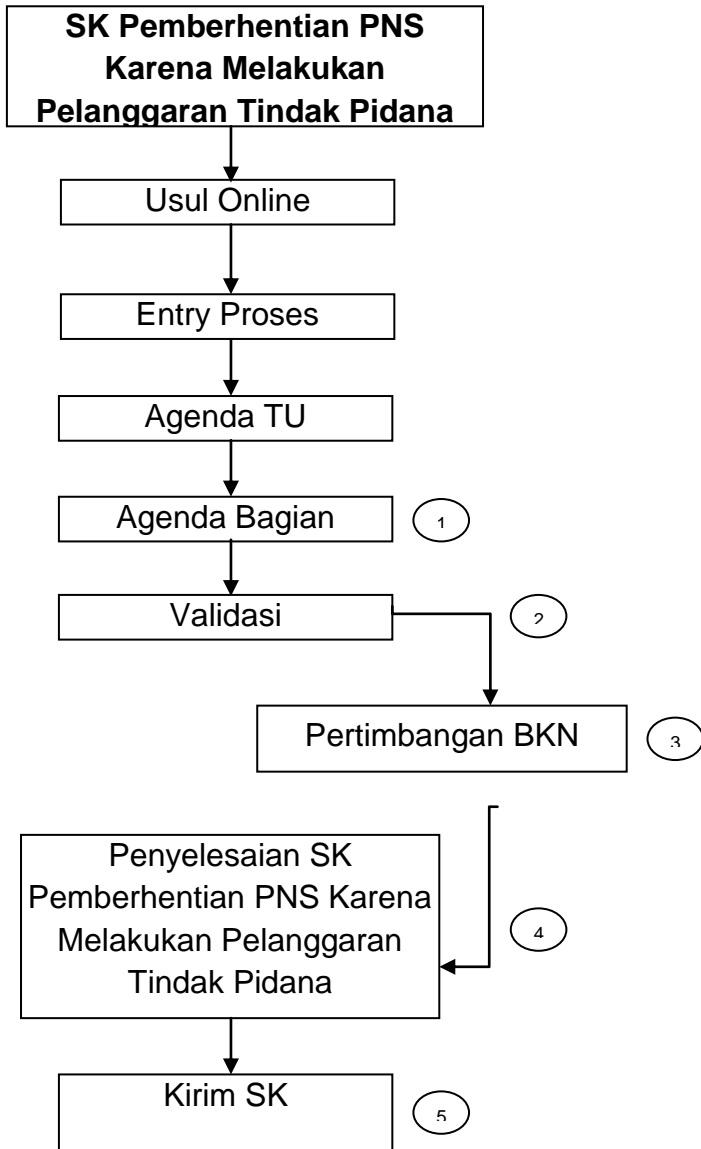 SK Pemberhentian PNS
Karena Melakukan
Pelanggaran Tindak Pidana
Usul Online
Entry Proses
Agenda TU
Agenda Bagian
1
Validasi
2
Pertimbangan BKN
3
Penyelesaian SK
Pemberhentian PNS Karena
Melakukan Pelanggaran
Tindak Pidana
4
Kirim SK
5